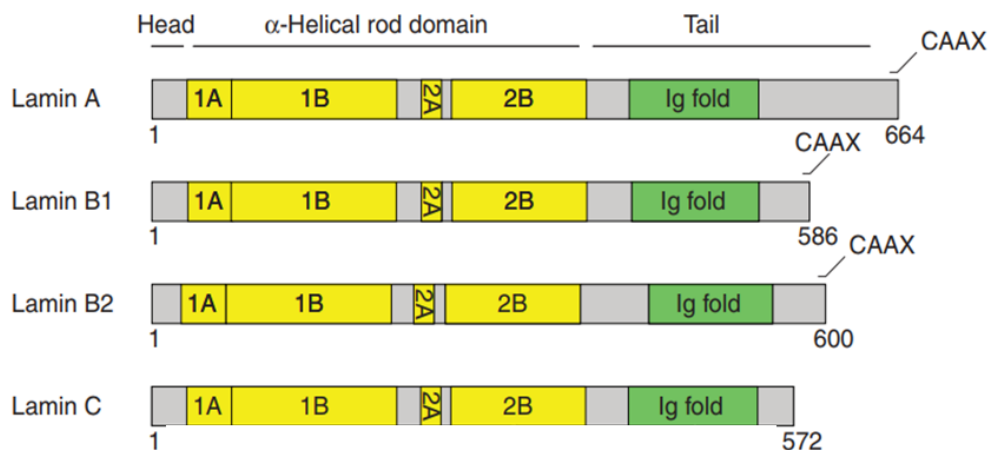 Head α-Helical rod domain Tail
CAAX
Lamin A 1A 1B 2A 2B Ig fold
1 664
CAAX
Lamin B1 1A 1B 2A 2B Ig fold
1 586
CAAX
Lamin B2 1A 1B 2A 2B Ig fold
1 600
Lamin C 1A 1B 2A 2B Ig fold
1 572